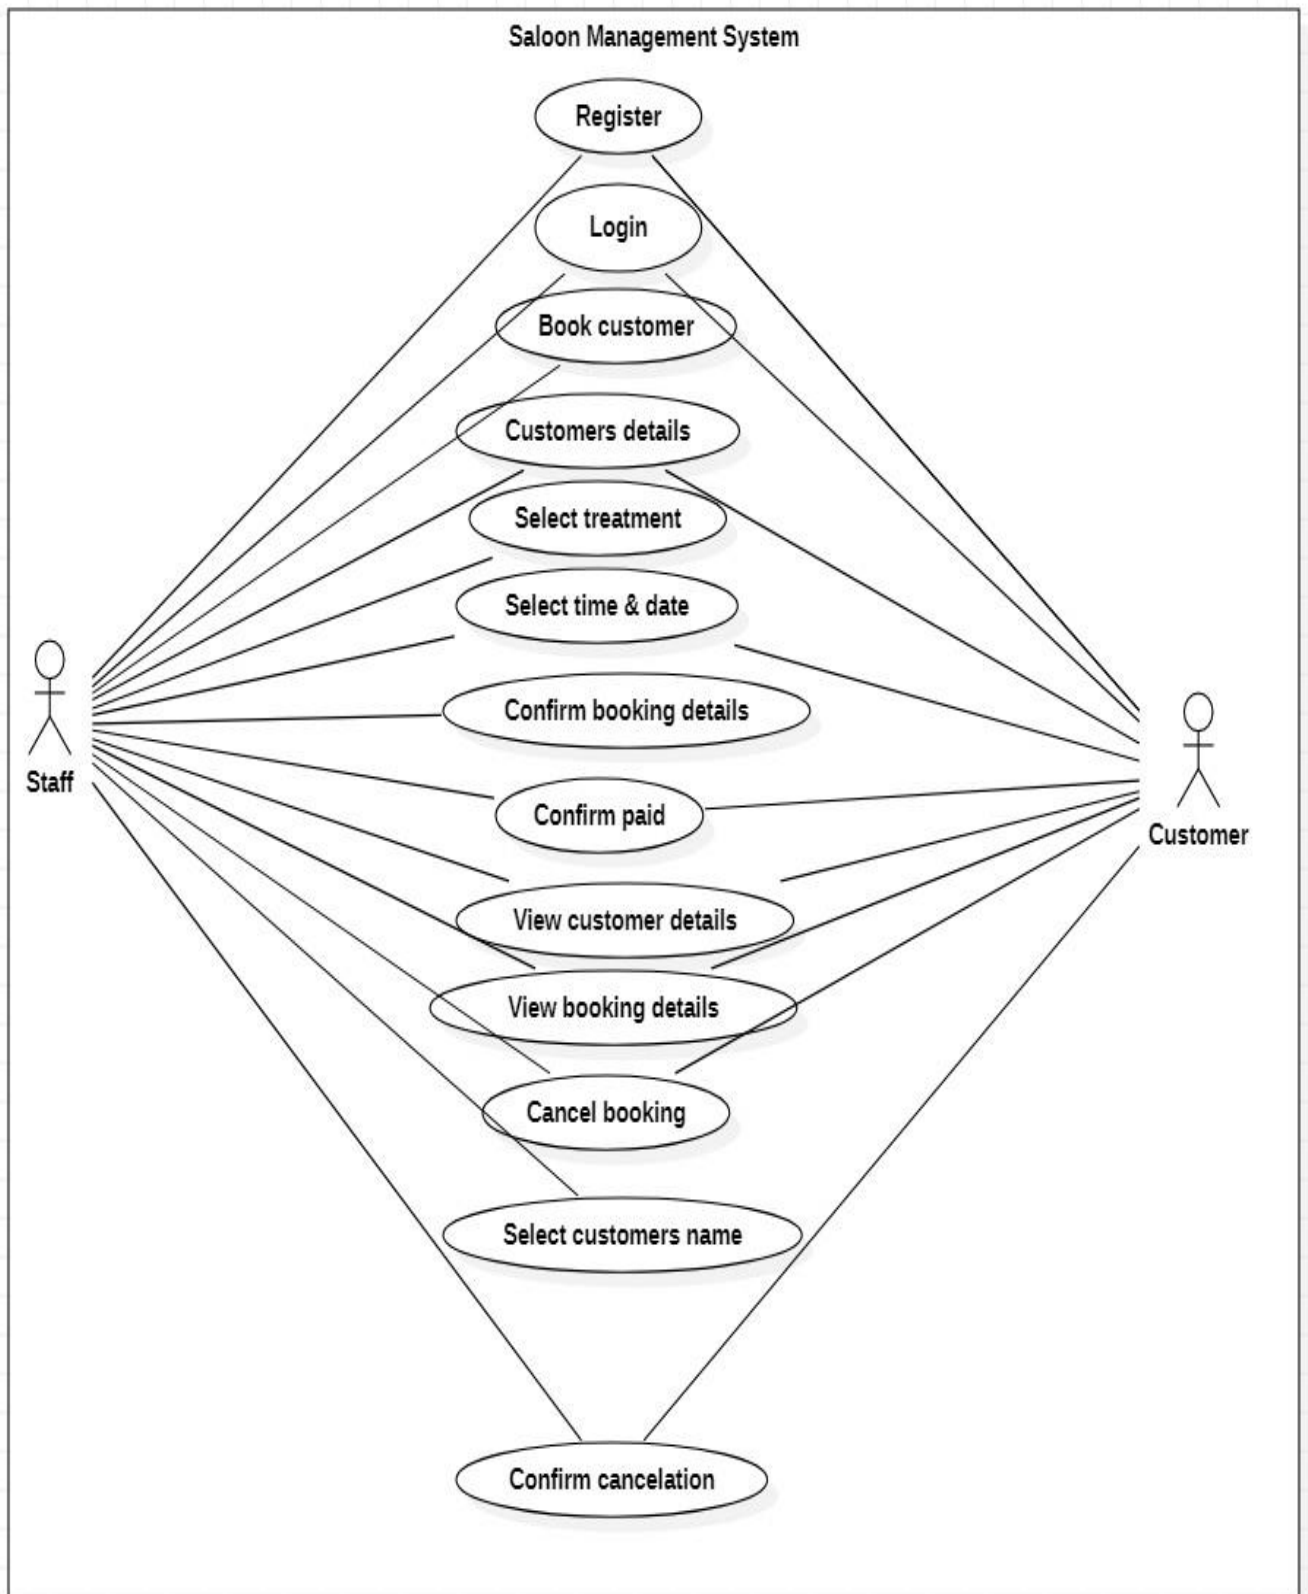 Saloon Management System
Register
Login
Book customer
Customers details
Select treatment
Select time & date
Confirm booking details
Staff
Confirm paid
Customer
View customer details
View booking details
Cancel booking
Select customers name
Confirm cancelation